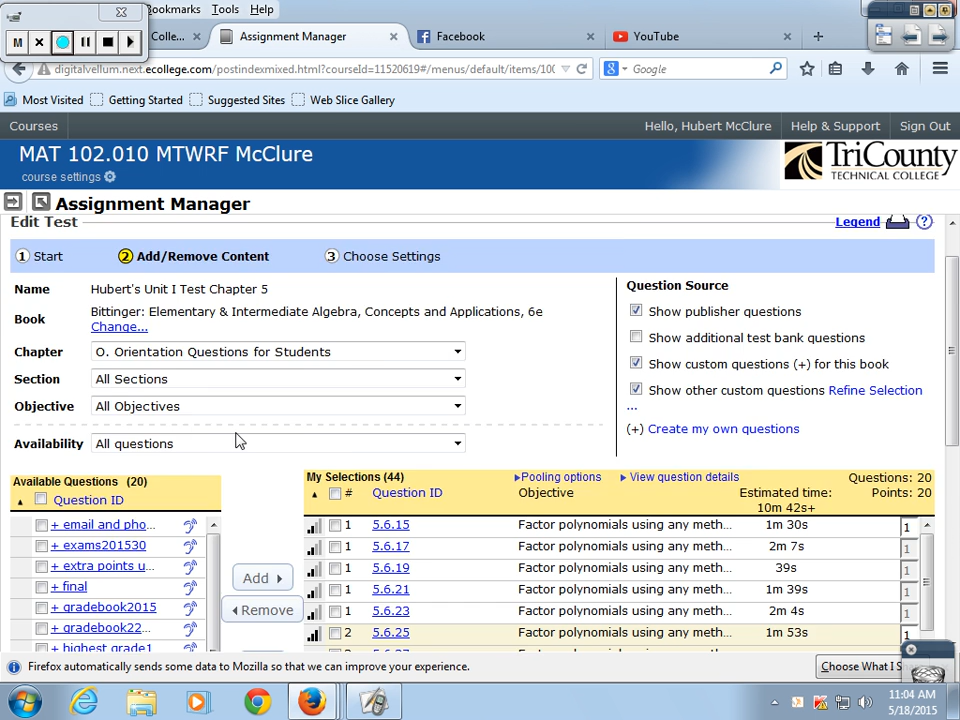 Bookmarks Tools Help
M
Colle...
Assignment Manager
Facebook
YouTube
digitalvellum.next.ecollege.com/postindexmixed.html?courseId=11520619#/menus/default/items/100
Google
Most Visited Getting Started Suggested Sites Web Slice Gallery
Courses
Hello, Hubert McClure Help & Support Sign Out
MAT 102.010 MTWRF McClure
course settings
TriCounty
TECHNICAL COLLEGE
Assignment Manager
Edit Test
Legend
?
1 Start
2 Add/Remove Content
3 Choose Settings
Name Hubert's Unit I Test Chapter 5
Book Bittinger: Elementary & Intermediate Algebra, Concepts and Applications, 6e
Change...
Chapter O. Orientation Questions for Students
Section All Sections
Objective All Objectives
Availability All questions
Question Source
Show publisher questions
Show additional test bank questions
Show custom questions (+) for this book
Show other custom questions Refine Selection
...
(+) Create my own questions
Available Questions (20)
Question ID
+ email and pho...
+ exams201530
+ extra points u...
+ final
+ gradebook2015
+ gradebook22...
+ highest grade1
Add
Remove
My Selections (44) Pooling options View question details Questions: 20
# Question ID Objective Estimated time: Points: 20
10m 42s+
1 5.6.15 Factor polynomials using any meth... 1m 30s 1
1 5.6.17 Factor polynomials using any meth... 2m 7s 1
1 5.6.19 Factor polynomials using any meth... 39s 1
1 5.6.21 Factor polynomials using any meth... 1m 39s 1
1 5.6.23 Factor polynomials using any meth... 2m 4s 1
2 5.6.25 Factor polynomials using any meth... 1m 53s 1
Firefox automatically sends some data to Mozilla so that we can improve your experience.
Choose What I S
11:04 AM
5/18/2015